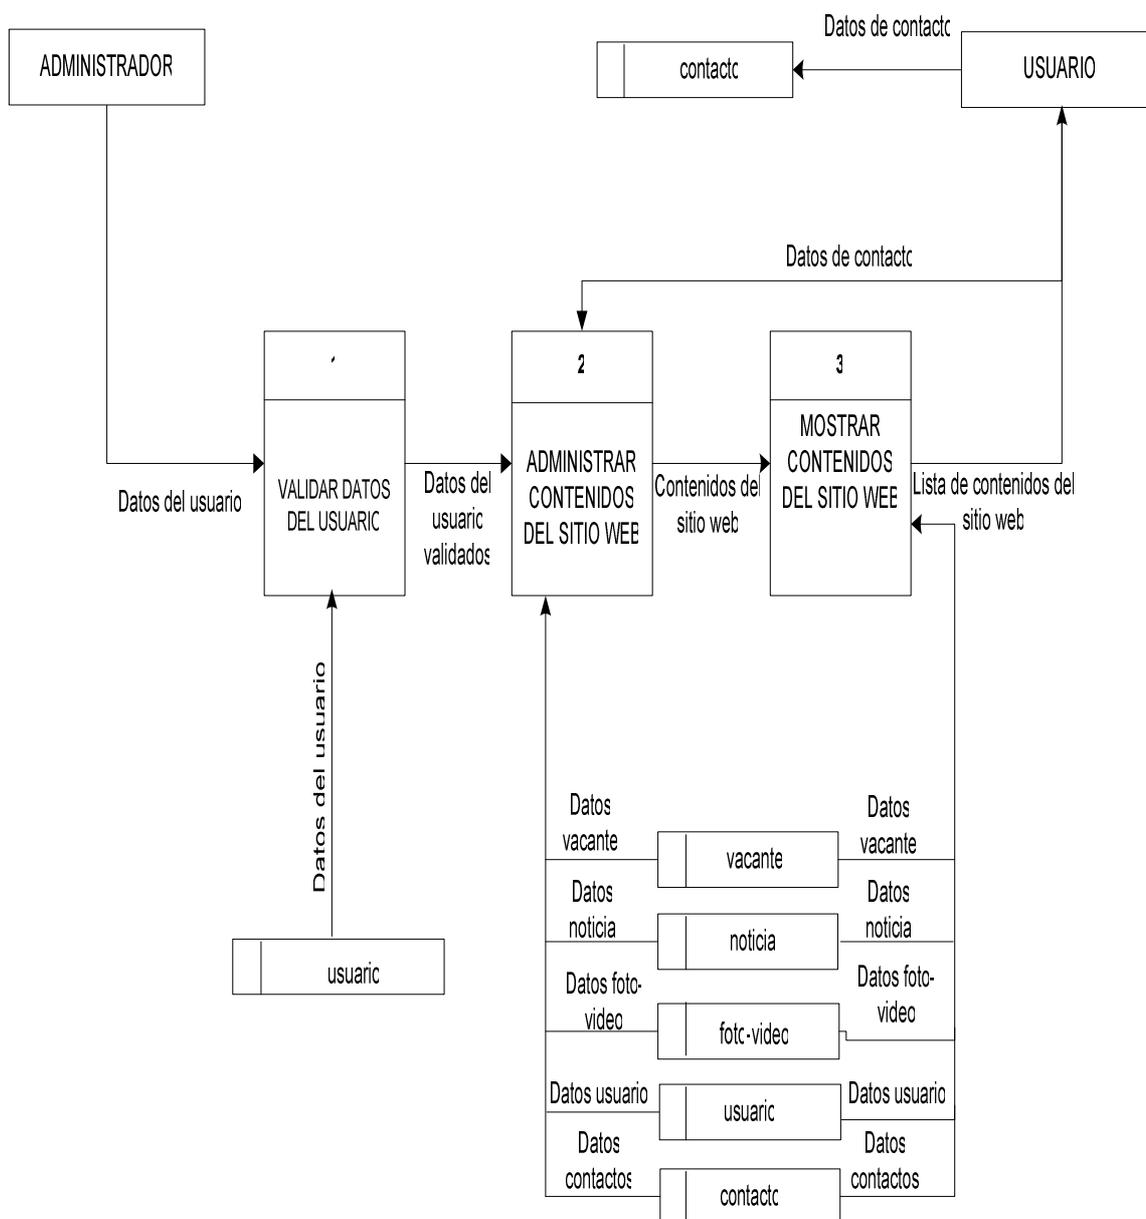 Datos de contacto
ADMINISTRADOR
contacto
USUARIO
Datos de contacto
2
3
VALIDAR DATOS
DEL USUARIO
ADMINISTRAR
CONTENIDOS
DEL SITIO WEB
MOSTRAR
CONTENIDOS
DEL SITIO WEB
Datos del usuario
Datos del
usuario
validados
Contenidos del
sitio web
Lista de contenidos del
sitio web
Datos del usuario
usuario
Datos
vacante
vacante
Datos
vacante
Datos
noticia
noticia
Datos
noticia
Datos foto-
video
foto-video
Datos foto-
video
Datos usuario
usuario
Datos usuario
Datos
contactos
contacto
Datos
contactos